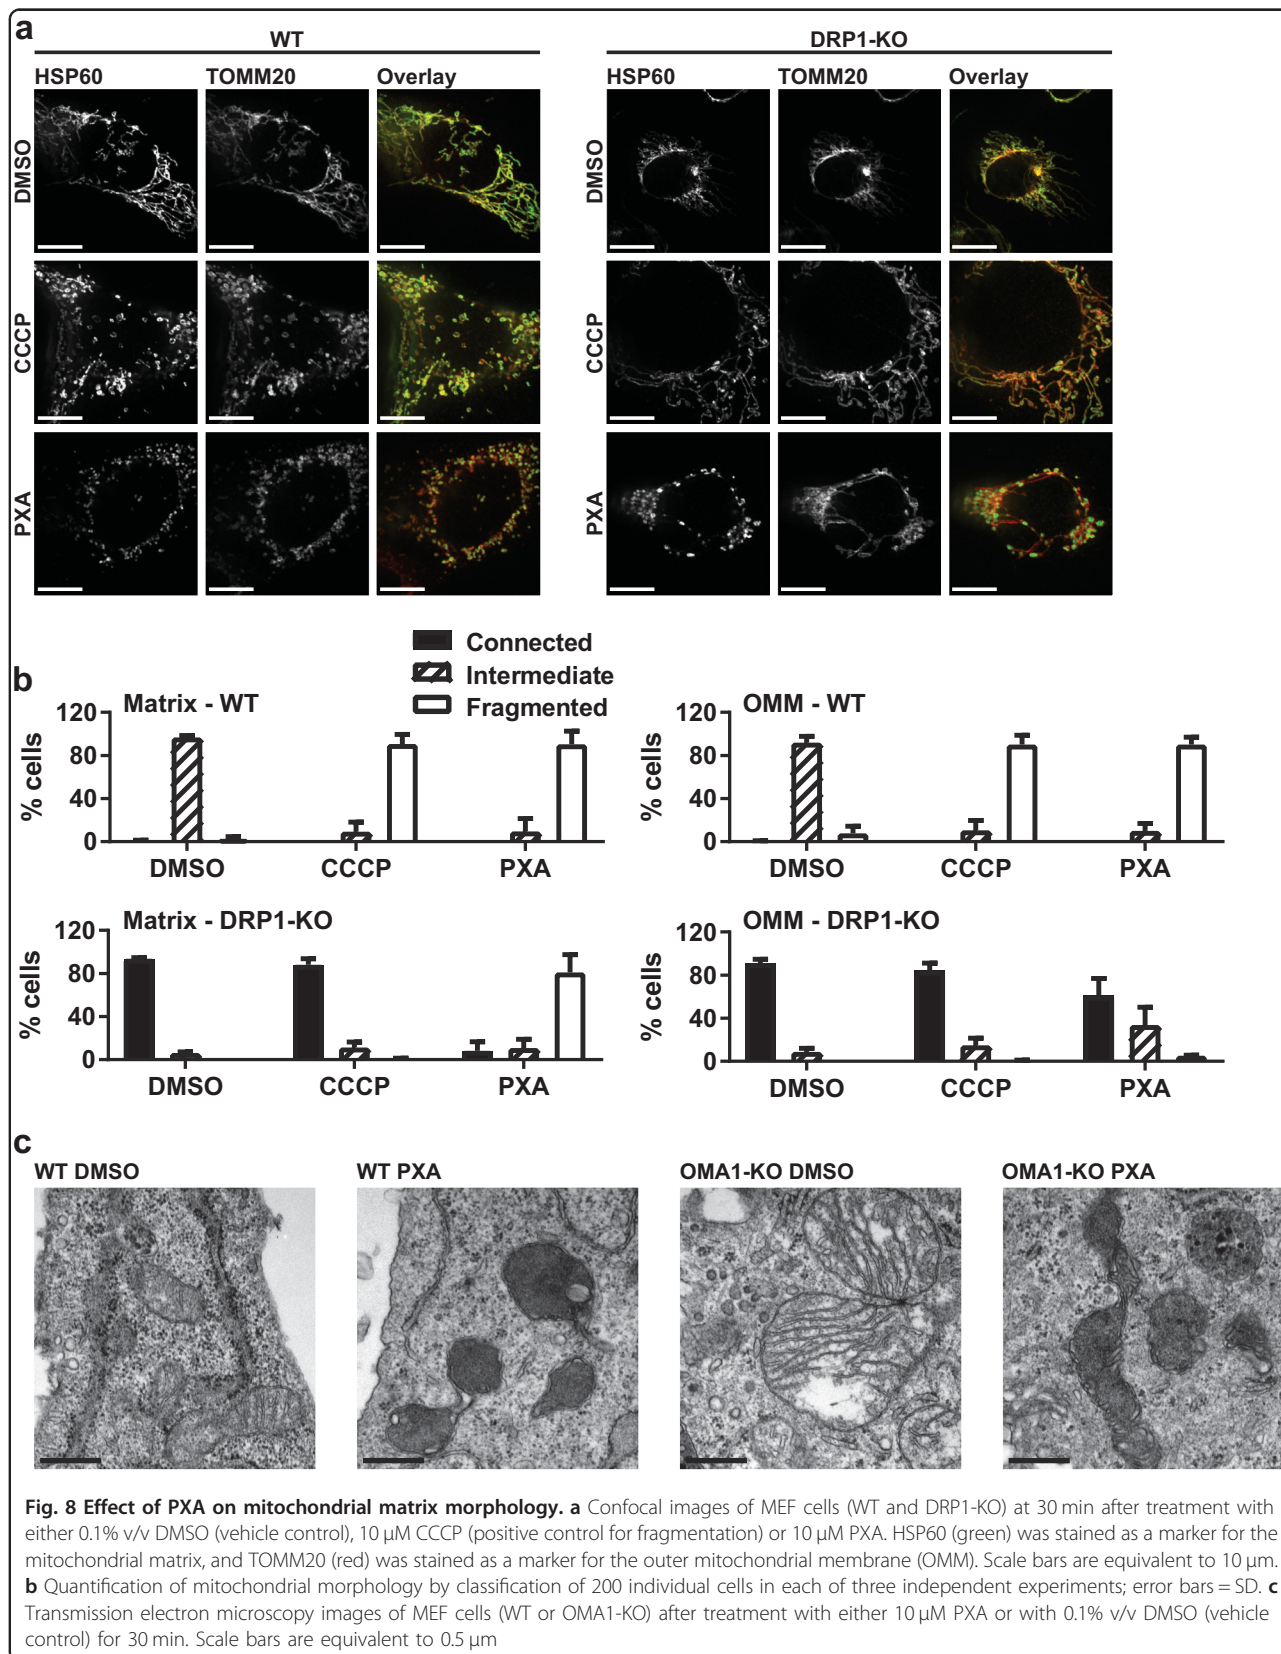 a
WT
DRP1-KO
HSP60 TOMM20 Overlay
HSP60 TOMM20 Overlay
DMSO
DMSO
CCCP
CCCP
PXA
PXA
Connected
Intermediate
Fragmented
b
Matrix - WT
% cells
120
80
40
0
DMSO CCCP PXA
OMM - WT
% cells
120
80
40
0
DMSO CCCP PXA
Matrix - DRP1-KO
% cells
120
80
40
0
DMSO CCCP PXA
OMM - DRP1-KO
% cells
120
80
40
0
DMSO CCCP PXA
c
WT DMSO WT PXA OMA1-KO DMSO OMA1-KO PXA
Fig. 8 Effect of PXA on mitochondrial matrix morphology. a Confocal images of MEF cells (WT and DRP1-KO) at 30 min after treatment with
either 0.1% v/v DMSO (vehicle control), 10 µM CCCP (positive control for fragmentation) or 10 µM PXA. HSP60 (green) was stained as a marker for the
mitochondrial matrix, and TOMM20 (red) was stained as a marker for the outer mitochondrial membrane (OMM). Scale bars are equivalent to 10 µm.
b Quantification of mitochondrial morphology by classification of 200 individual cells in each of three independent experiments; error bars = SD. c
Transmission electron microscopy images of MEF cells (WT or OMA1-KO) after treatment with either 10 µM PXA or with 0.1% v/v DMSO (vehicle
control) for 30 min. Scale bars are equivalent to 0.5 µm